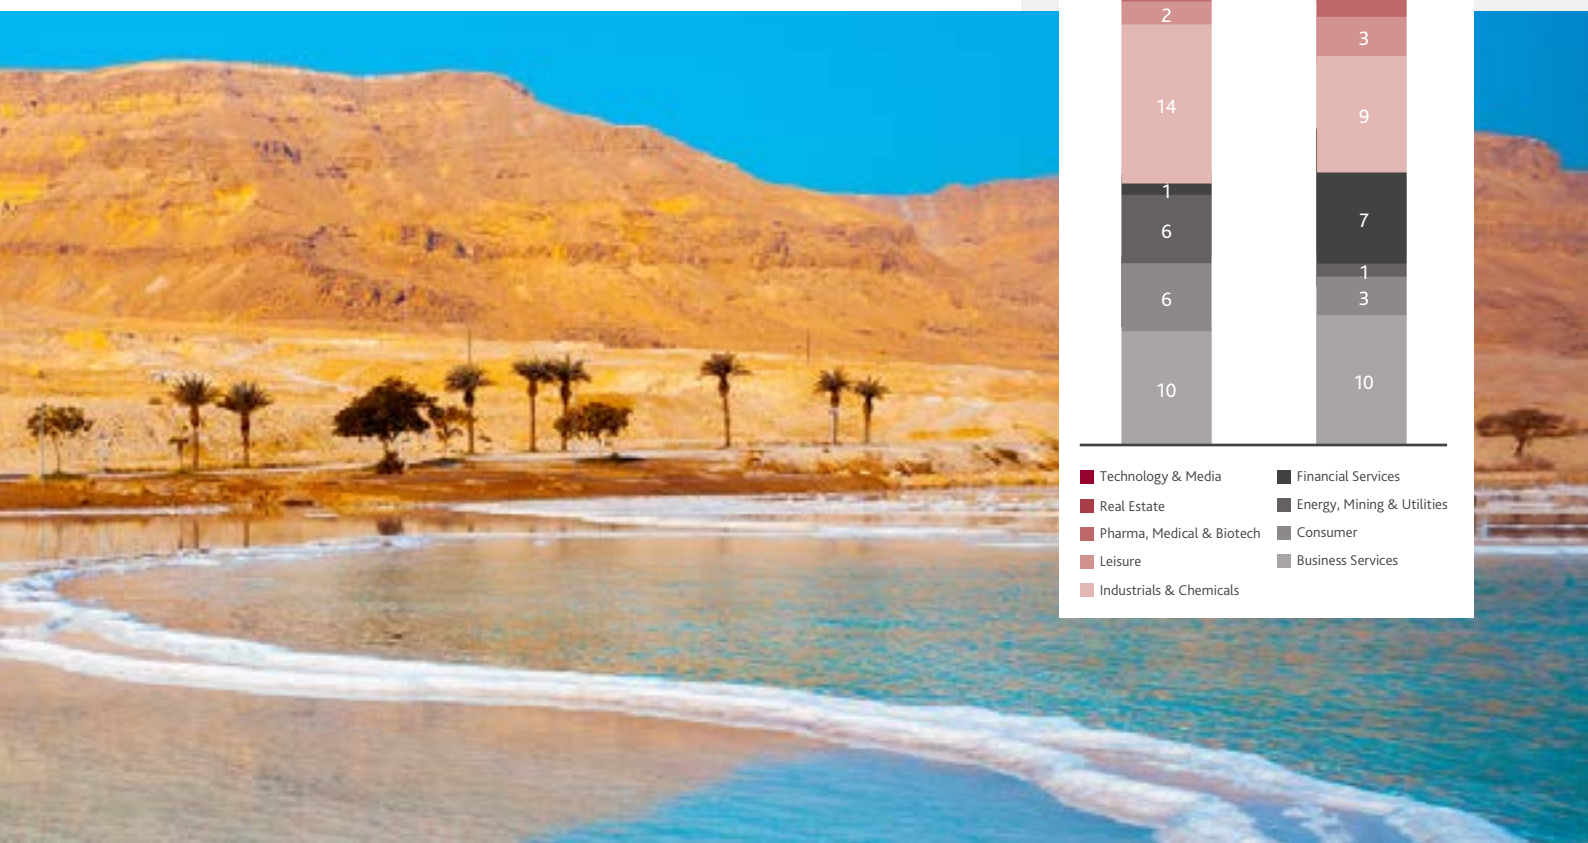 2
3
14
9
1
7
6
1
6
3
10
10
Technology & Media
Real Estate
Pharma, Medical & Biotech
Leisure
Industrials & Chemicals
Financial Services
Energy, Mining & Utilities
Consumer
Business Services